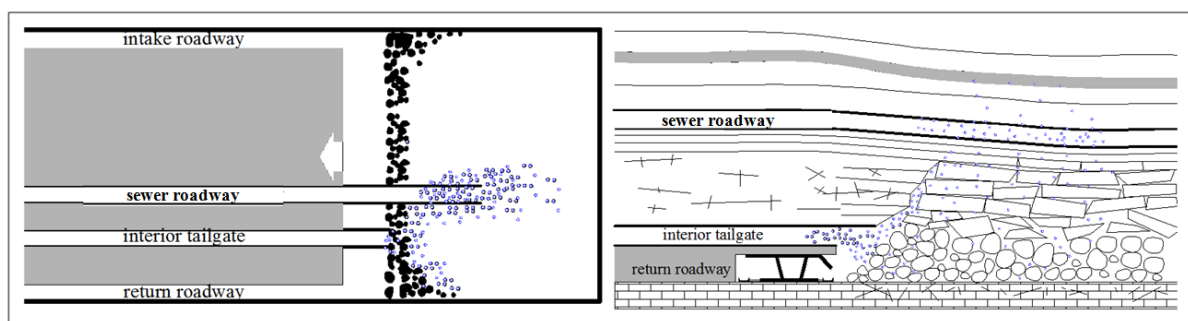 intake roadway
sewer roadway
interior tailgate
return roadway
sewer roadway
interior tailgate
return roadway